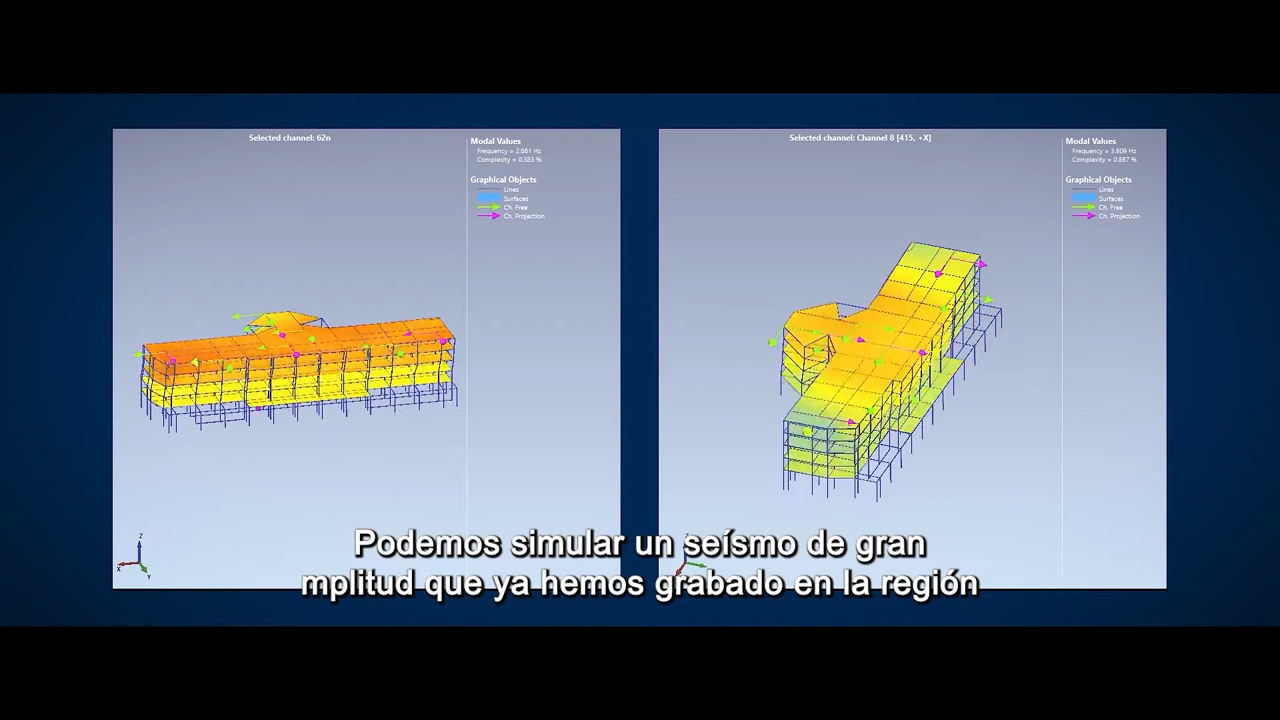 Selected channel: 62n
Modal Values
Frequency = 2,661 Hz
Complexity = 0.383 %
Graphical Objects
Lines
Surfaces
Ch. Free
Ch. Projection
Z
X
Y
Selected channel: Channel 8 [415, +X]
Modal Values
Frequency = 3.809 Hz
Complexity = 0.867 %
Graphical Objects
Lines
Surfaces
Ch. Free
Ch. Projection
Podemos simular un seísmo de gran
mplitud que ya hemos grabado en la región